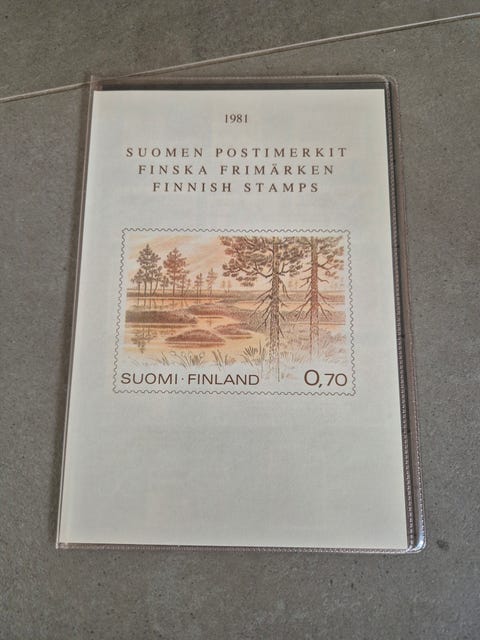 1981
SUOMEN POSTIMERKIT
FINSKA FRIMÄRKEN
FINNISH STAMPS
SUOMI·FINLAND 0,70